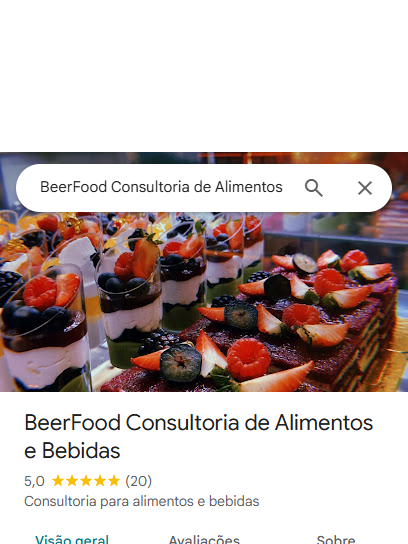 BeerFood Consultoria de Alimentos
BeerFood Consultoria de Alimentos
e Bebidas
5,0 (20)
Consultoria para alimentos e bebidas
Visão geral Avaliações Sobre